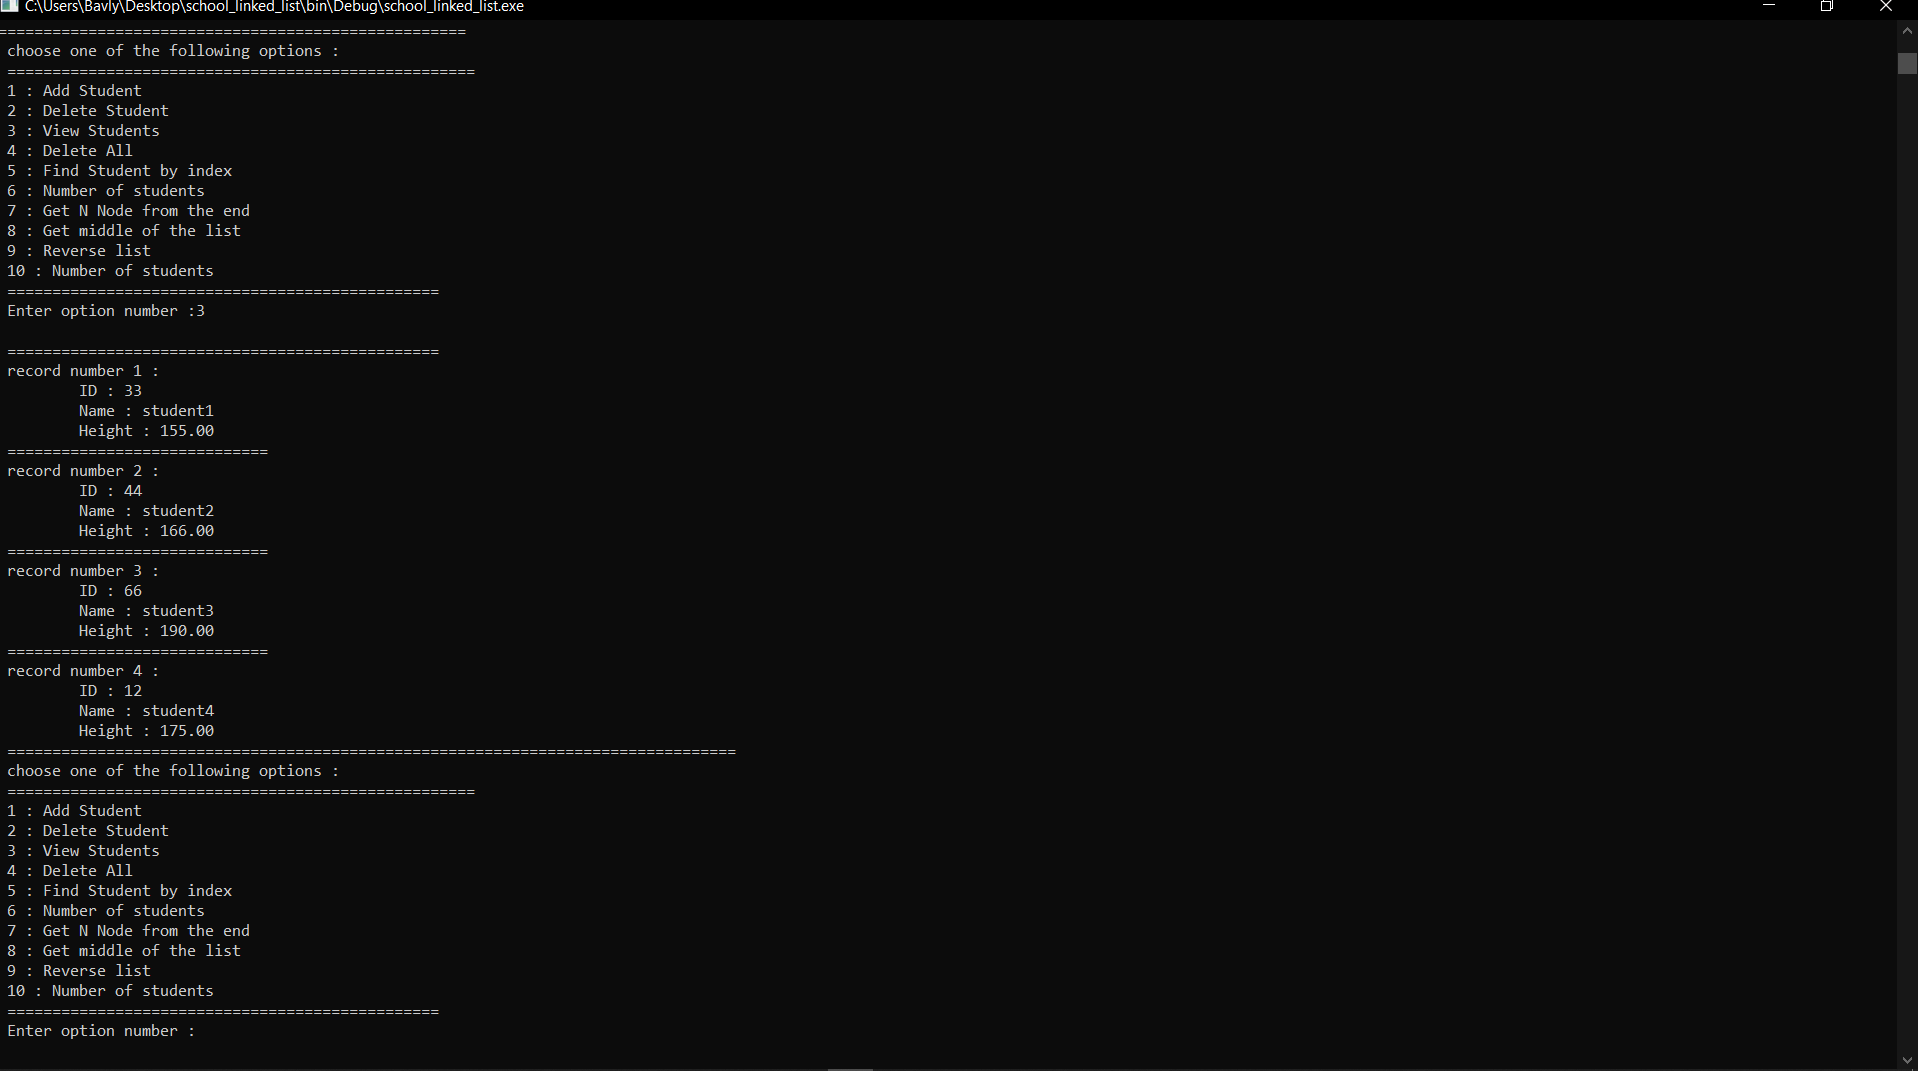 C:\Users\Bavly\Desktop\school_linked_list\bin\Debug\school_linked_list.exe
====================================================
choose one of the following options :
====================================================
1 : Add Student
2 : Delete Student
3 : View Students
4 : Delete All
5 : Find Student by index
6 : Number of students
7 : Get N Node from the end
8 : Get middle of the list
9 : Reverse list
10 : Number of students
================================================
Enter option number :3
================================================
record number 1 :
ID : 33
Name : student1
Height : 155.00
=============================
record number 2 :
ID : 44
Name : student2
Height : 166.00
=============================
record number 3 :
ID : 66
Name : student3
Height : 190.00
=============================
record number 4 :
ID : 12
Name : student4
Height : 175.00
=================================================================================
choose one of the following options :
====================================================
1 : Add Student
2 : Delete Student
3 : View Students
4 : Delete All
5 : Find Student by index
6 : Number of students
7 : Get N Node from the end
8 : Get middle of the list
9 : Reverse list
10 : Number of students
================================================
Enter option number :